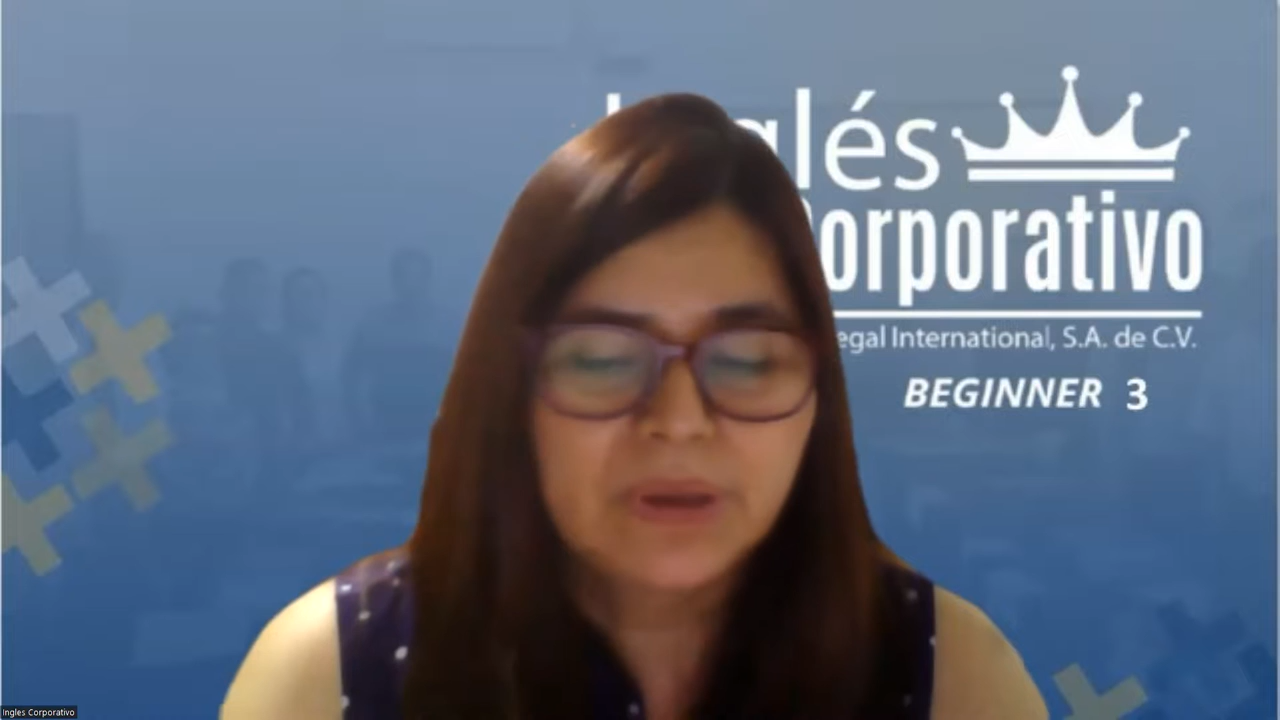 glés
orporativo
egal International, S.A. de C.V.
BEGINNER 3
Ingles Corporativo